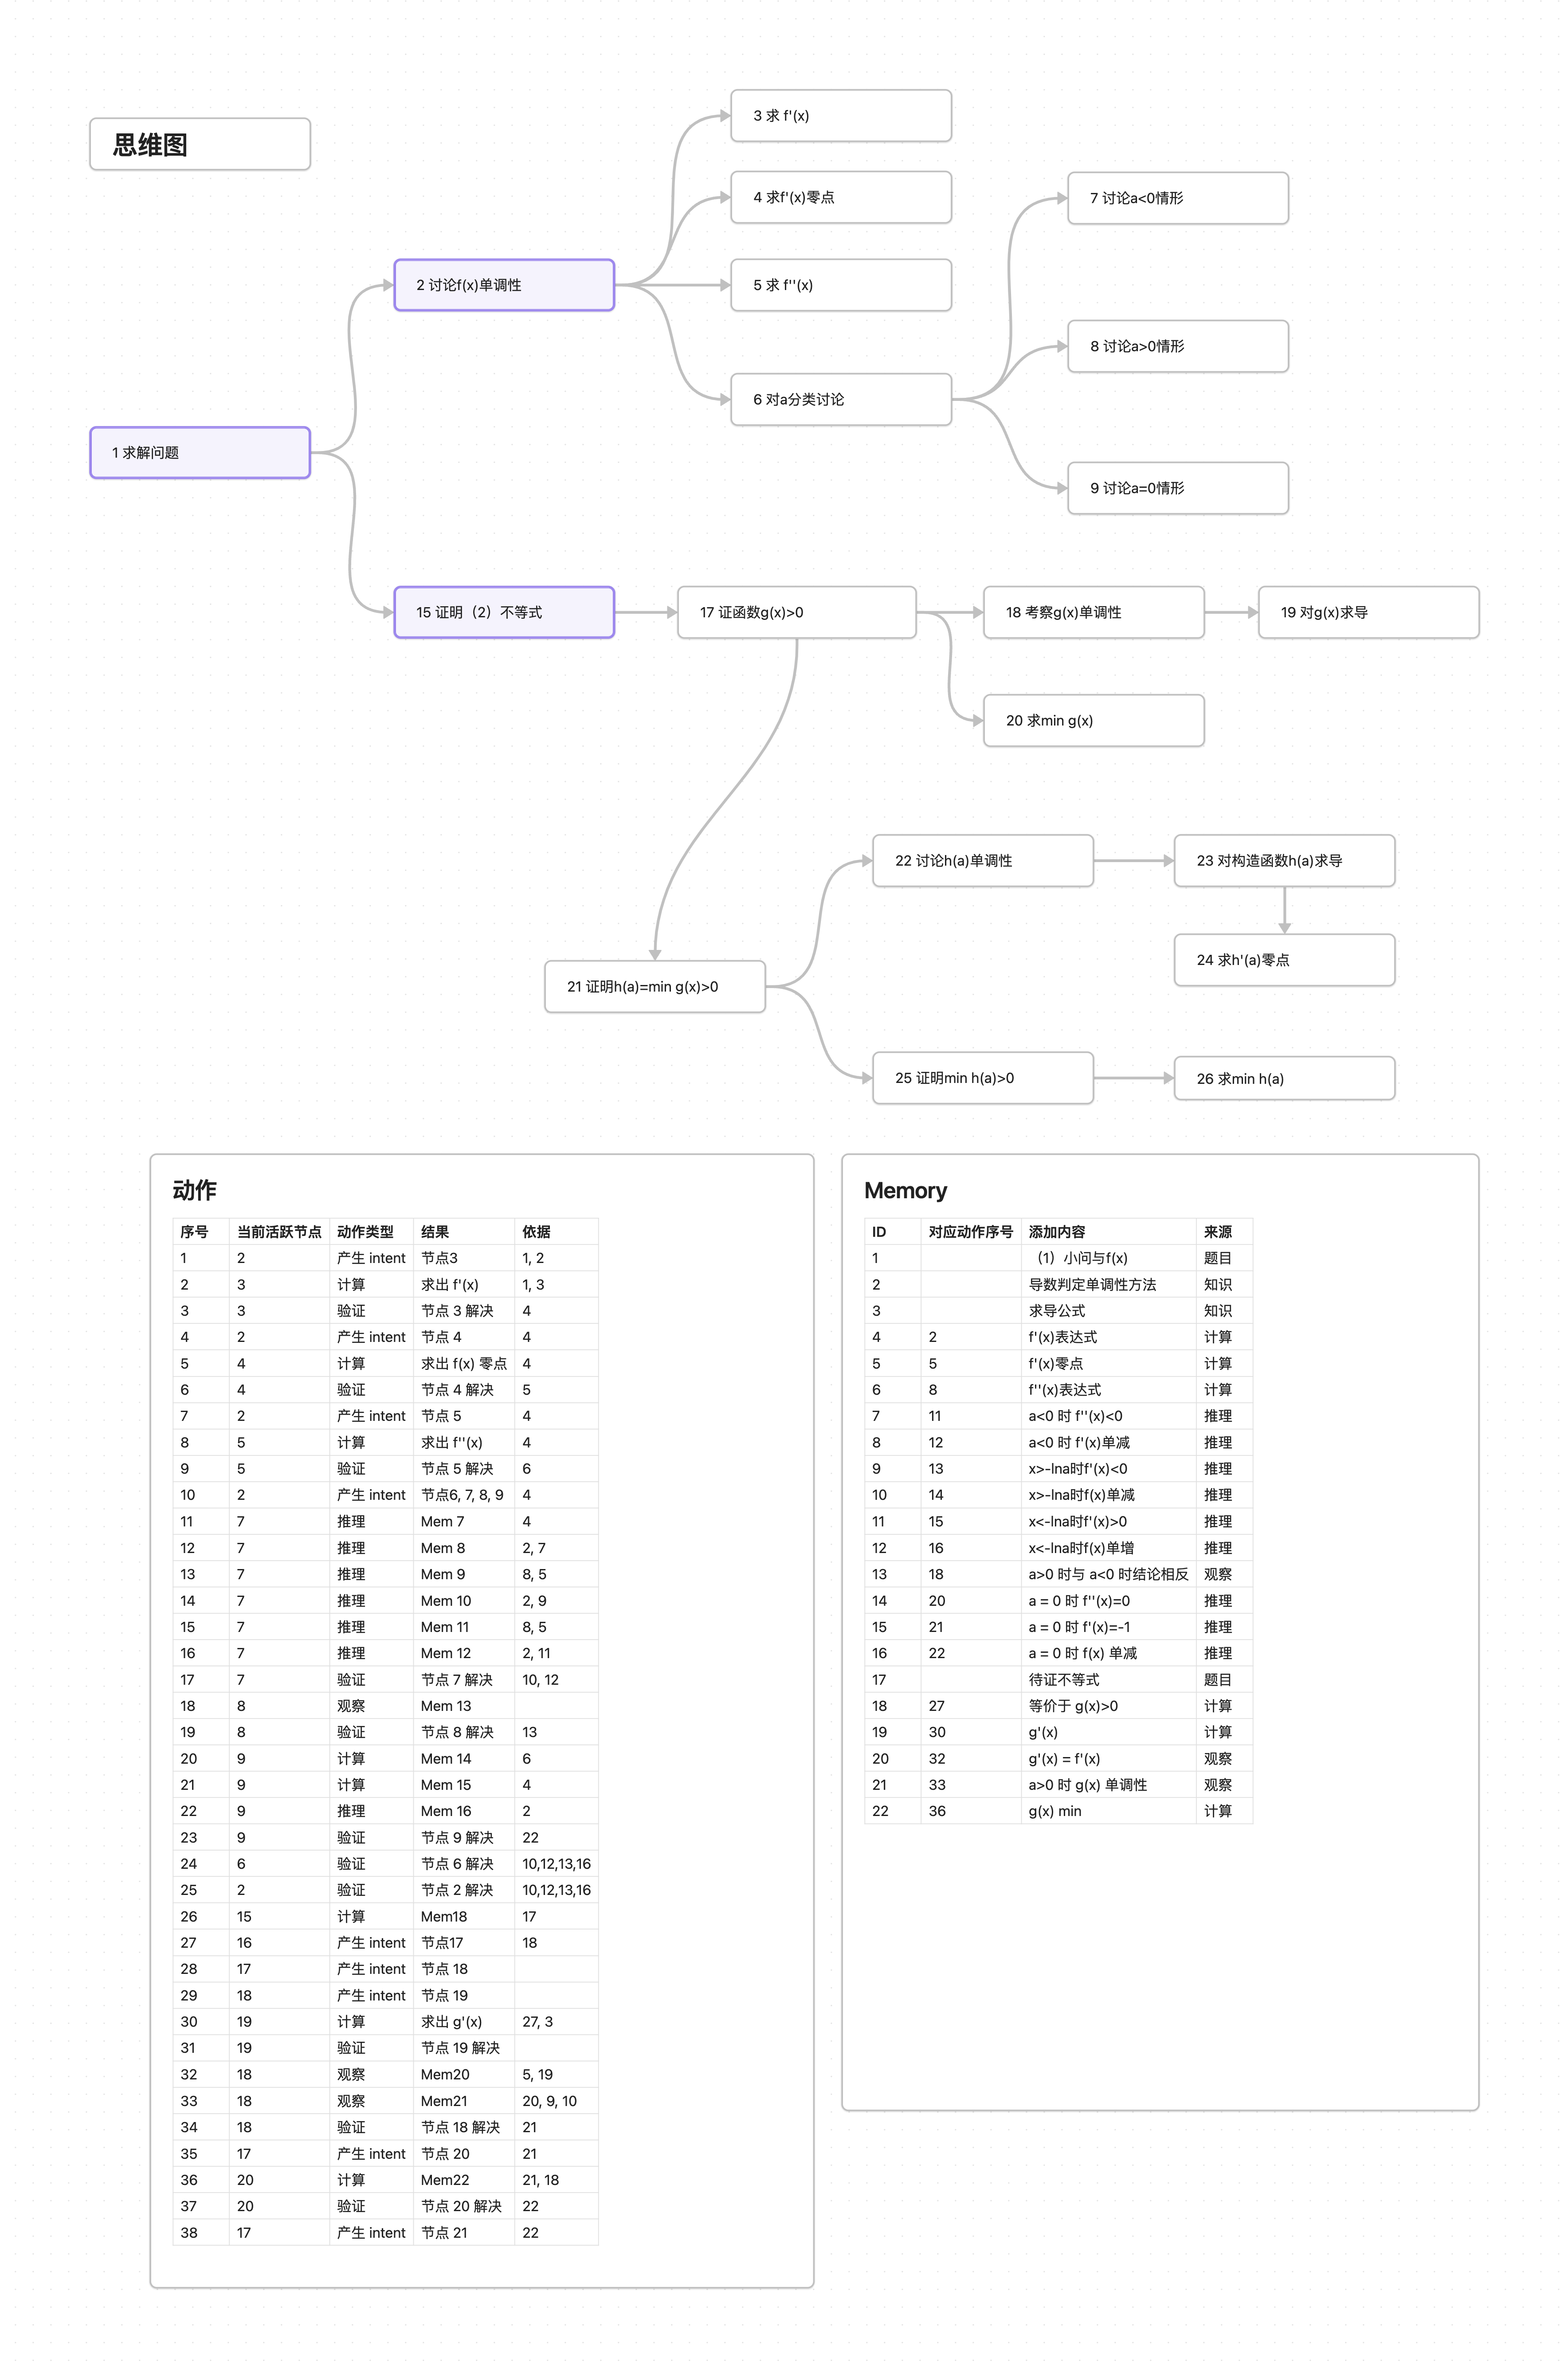 思维图
1 求解问题
2 讨论f(x)单调性
3 求 f'(x)
4 求f'(x)零点
5 求 f''(x)
6 对a分类讨论
7 讨论a<0情形
8 讨论a>0情形
9 讨论a=0情形
15 证明（2）不等式
17 证函数g(x)>0
18 考察g(x)单调性
19 对g(x)求导
20 求min g(x)
21 证明h(a)=min g(x)>0
22 讨论h(a)单调性
23 对构造函数h(a)求导
24 求h'(a)零点
25 证明min h(a)>0
26 求min h(a)
动作
序号 当前活跃节点 动作类型 结果 依据
1 2 产生 intent 节点3 1, 2
2 3 计算 求出 f'(x) 1, 3
3 3 验证 节点 3 解决 4
4 2 产生 intent 节点 4 4
5 4 计算 求出 f(x) 零点 4
6 4 验证 节点 4 解决 5
7 2 产生 intent 节点 5 4
8 5 计算 求出 f''(x) 4
9 5 验证 节点 5 解决 6
10 2 产生 intent 节点6, 7, 8, 9 4
11 7 推理 Mem 7 4
12 7 推理 Mem 8 2, 7
13 7 推理 Mem 9 8, 5
14 7 推理 Mem 10 2, 9
15 7 推理 Mem 11 8, 5
16 7 推理 Mem 12 2, 11
17 7 验证 节点 7 解决 10, 12
18 8 观察 Mem 13
19 8 验证 节点 8 解决 13
20 9 计算 Mem 14 6
21 9 计算 Mem 15 4
22 9 推理 Mem 16 2
23 9 验证 节点 9 解决 22
24 6 验证 节点 6 解决 10,12,13,16
25 2 验证 节点 2 解决 10,12,13,16
26 15 计算 Mem18 17
27 16 产生 intent 节点17 18
28 17 产生 intent 节点 18
29 18 产生 intent 节点 19
30 19 计算 求出 g'(x) 27, 3
31 19 验证 节点 19 解决
32 18 观察 Mem20 5, 19
33 18 观察 Mem21 20, 9, 10
34 18 验证 节点 18 解决 21
35 17 产生 intent 节点 20 21
36 20 计算 Mem22 21, 18
37 20 验证 节点 20 解决 22
38 17 产生 intent 节点 21 22
Memory
ID 对应动作序号 添加内容 来源
1 （1）小问与f(x) 题目
2 导数判定单调性方法 知识
3 求导公式 知识
4 2 f'(x)表达式 计算
5 5 f'(x)零点 计算
6 8 f''(x)表达式 计算
7 11 a<0 时 f''(x)<0 推理
8 12 a<0 时 f'(x)单减 推理
9 13 x>-lna时f'(x)<0 推理
10 14 x>-lna时f(x)单减 推理
11 15 x<-lna时f'(x)>0 推理
12 16 x<-lna时f(x)单增 推理
13 18 a>0 时与 a<0 时结论相反 观察
14 20 a = 0 时 f''(x)=0 推理
15 21 a = 0 时 f'(x)=-1 推理
16 22 a = 0 时 f(x) 单减 推理
17 待证不等式 题目
18 27 等价于 g(x)>0 计算
19 30 g'(x) 计算
20 32 g'(x) = f'(x) 观察
21 33 a>0 时 g(x) 单调性 观察
22 36 g(x) min 计算